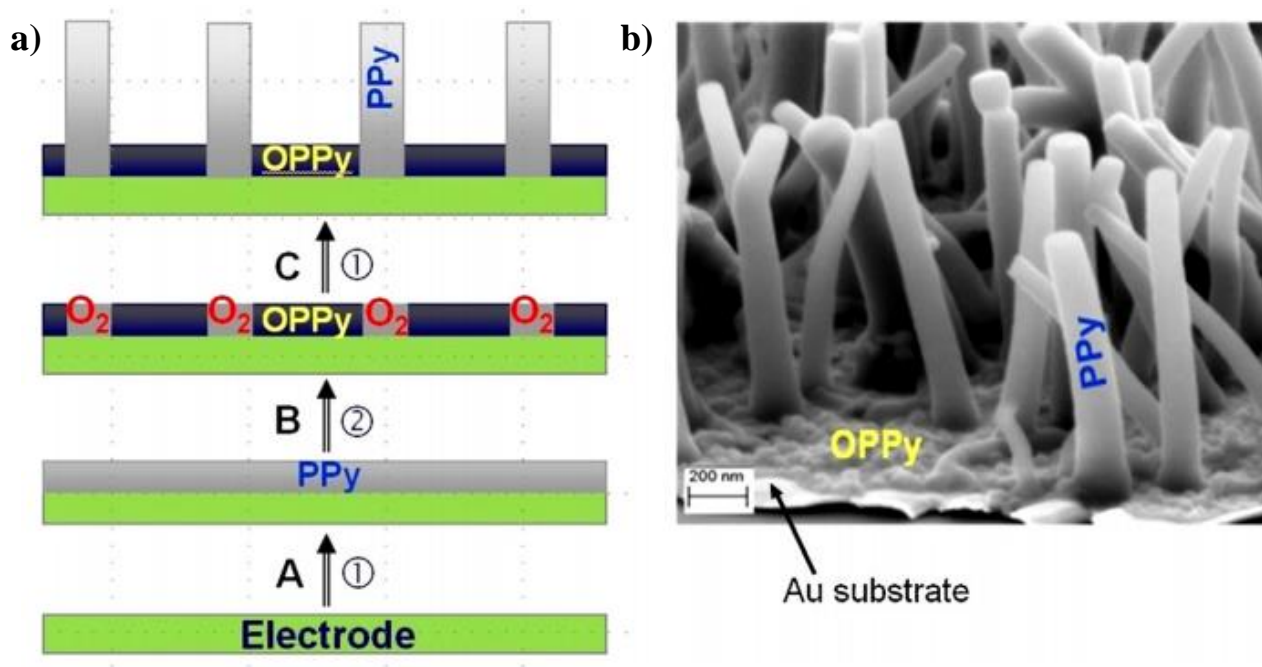 a)
PPy
OPPy
C ①
O₂ O₂ OPPy O₂ O₂
B ②
PPy
A ①
Electrode
b)
PPy
OPPy
200 nm
Au substrate